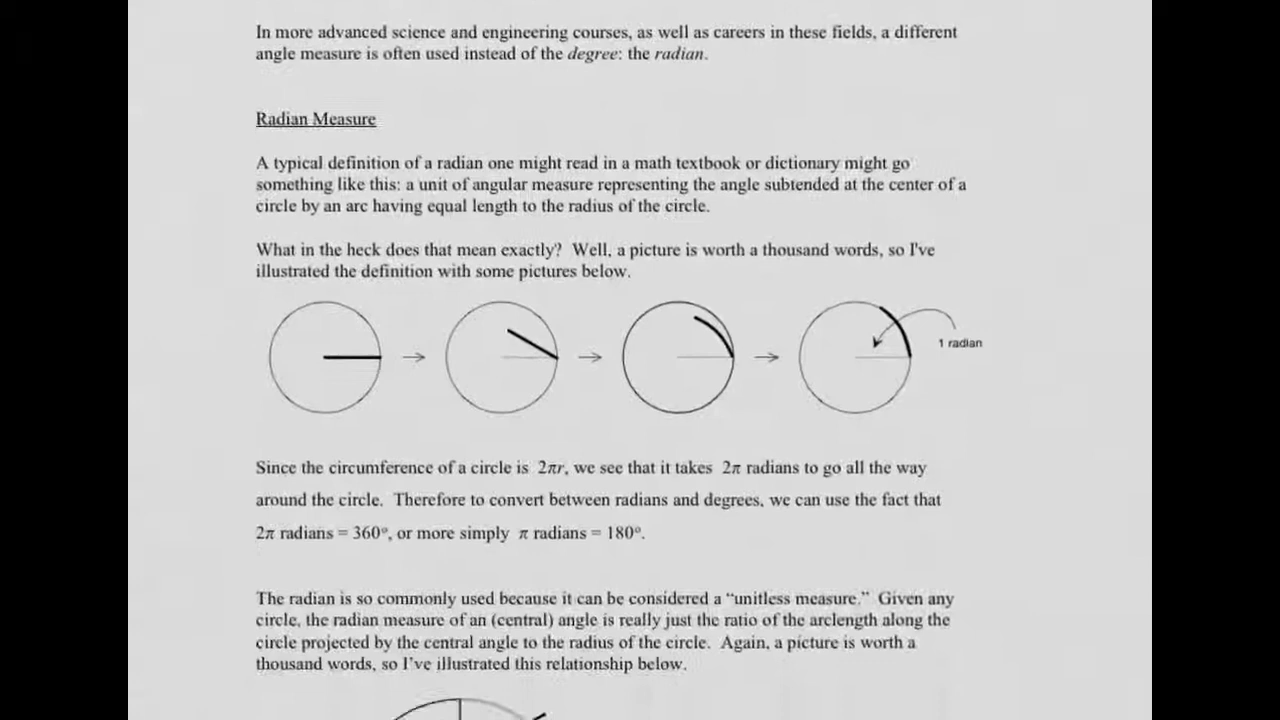 In more advanced science and engineering courses, as well as careers in these fields, a different
angle measure is often used instead of the degree: the radian.
Radian Measure
A typical definition of a radian one might read in a math textbook or dictionary might go
something like this: a unit of angular measure representing the angle subtended at the center of a
circle by an arc having equal length to the radius of the circle.
What in the heck does that mean exactly?  Well, a picture is worth a thousand words, so I've
illustrated the definition with some pictures below.
1 radian
Since the circumference of a circle is 2πr, we see that it takes 2π radians to go all the way
around the circle.  Therefore to convert between radians and degrees, we can use the fact that
2π radians = 360°, or more simply π radians = 180°.
The radian is so commonly used because it can be considered a “unitless measure.”  Given any
circle, the radian measure of an (central) angle is really just the ratio of the arclength along the
circle projected by the central angle to the radius of the circle.  Again, a picture is worth a
thousand words, so I’ve illustrated this relationship below.